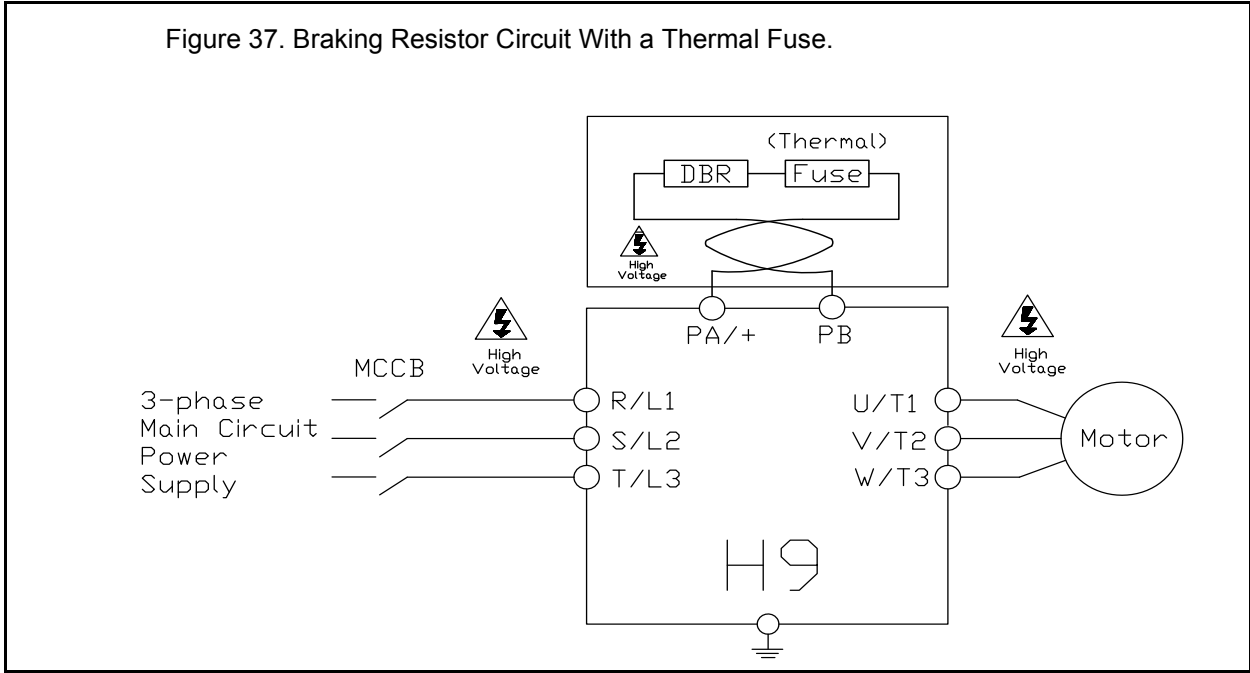 Figure 37. Braking Resistor Circuit With a Thermal Fuse.
(Thermal)
DBR
Fuse
High
Voltage
PA/+
PB
High
Voltage
High
Voltage
MCCB
3-phase
Main Circuit
Power
Supply
R/L1
S/L2
T/L3
U/T1
V/T2
W/T3
Motor
H9